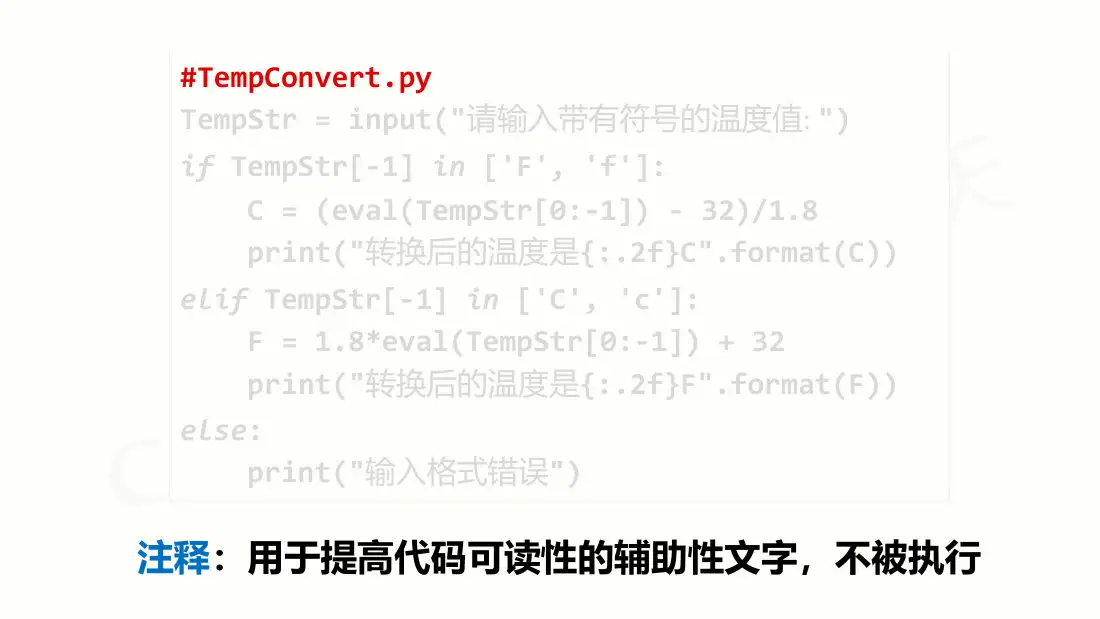 #TempConvert.py
TempStr = input("请输入带有符号的温度值: ")
if TempStr[-1] in ['F', 'f']:
    C = (eval(TempStr[0:-1]) - 32)/1.8
    print("转换后的温度是{:.2f}C".format(C))
elif TempStr[-1] in ['C', 'c']:
    F = 1.8*eval(TempStr[0:-1]) + 32
    print("转换后的温度是{:.2f}F".format(F))
else:
    print("输入格式错误")
注释：用于提高代码可读性的辅助性文字，不被执行